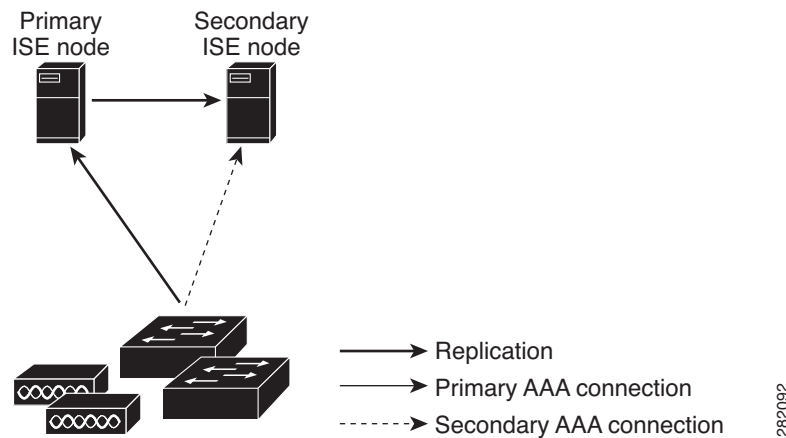 Primary
ISE node
Secondary
ISE node
Replication
Primary AAA connection
Secondary AAA connection
282092